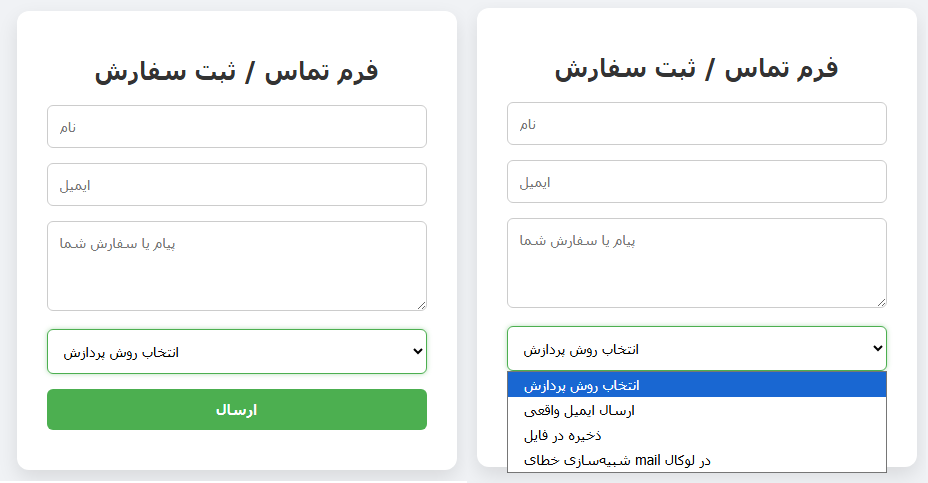 فرم تماس / ثبت سفارش
نام
ایمیل
پیام یا سفارش شما
انتخاب روش پردازش
ارسال
فرم تماس / ثبت سفارش
نام
ایمیل
پیام یا سفارش شما
انتخاب روش پردازش
انتخاب روش پردازش
ارسال ایمیل واقعی
ذخیره در فایل
شبیه‌سازی خطای mail در لوکال